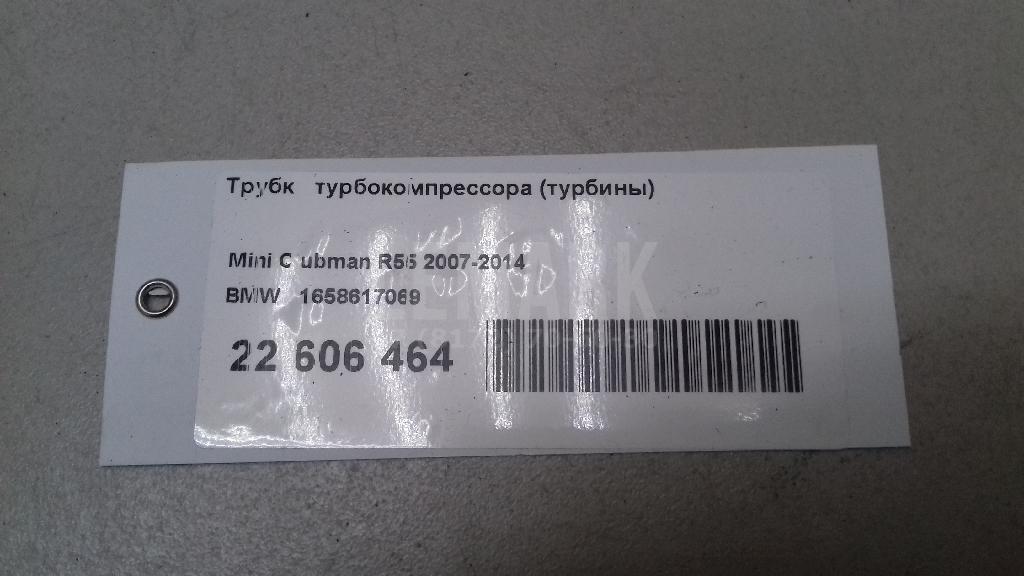 Трубк турбокомпрессора (турбины)
Mini C ubman R55 2007-2014
BMW 1658617069
22 606 464